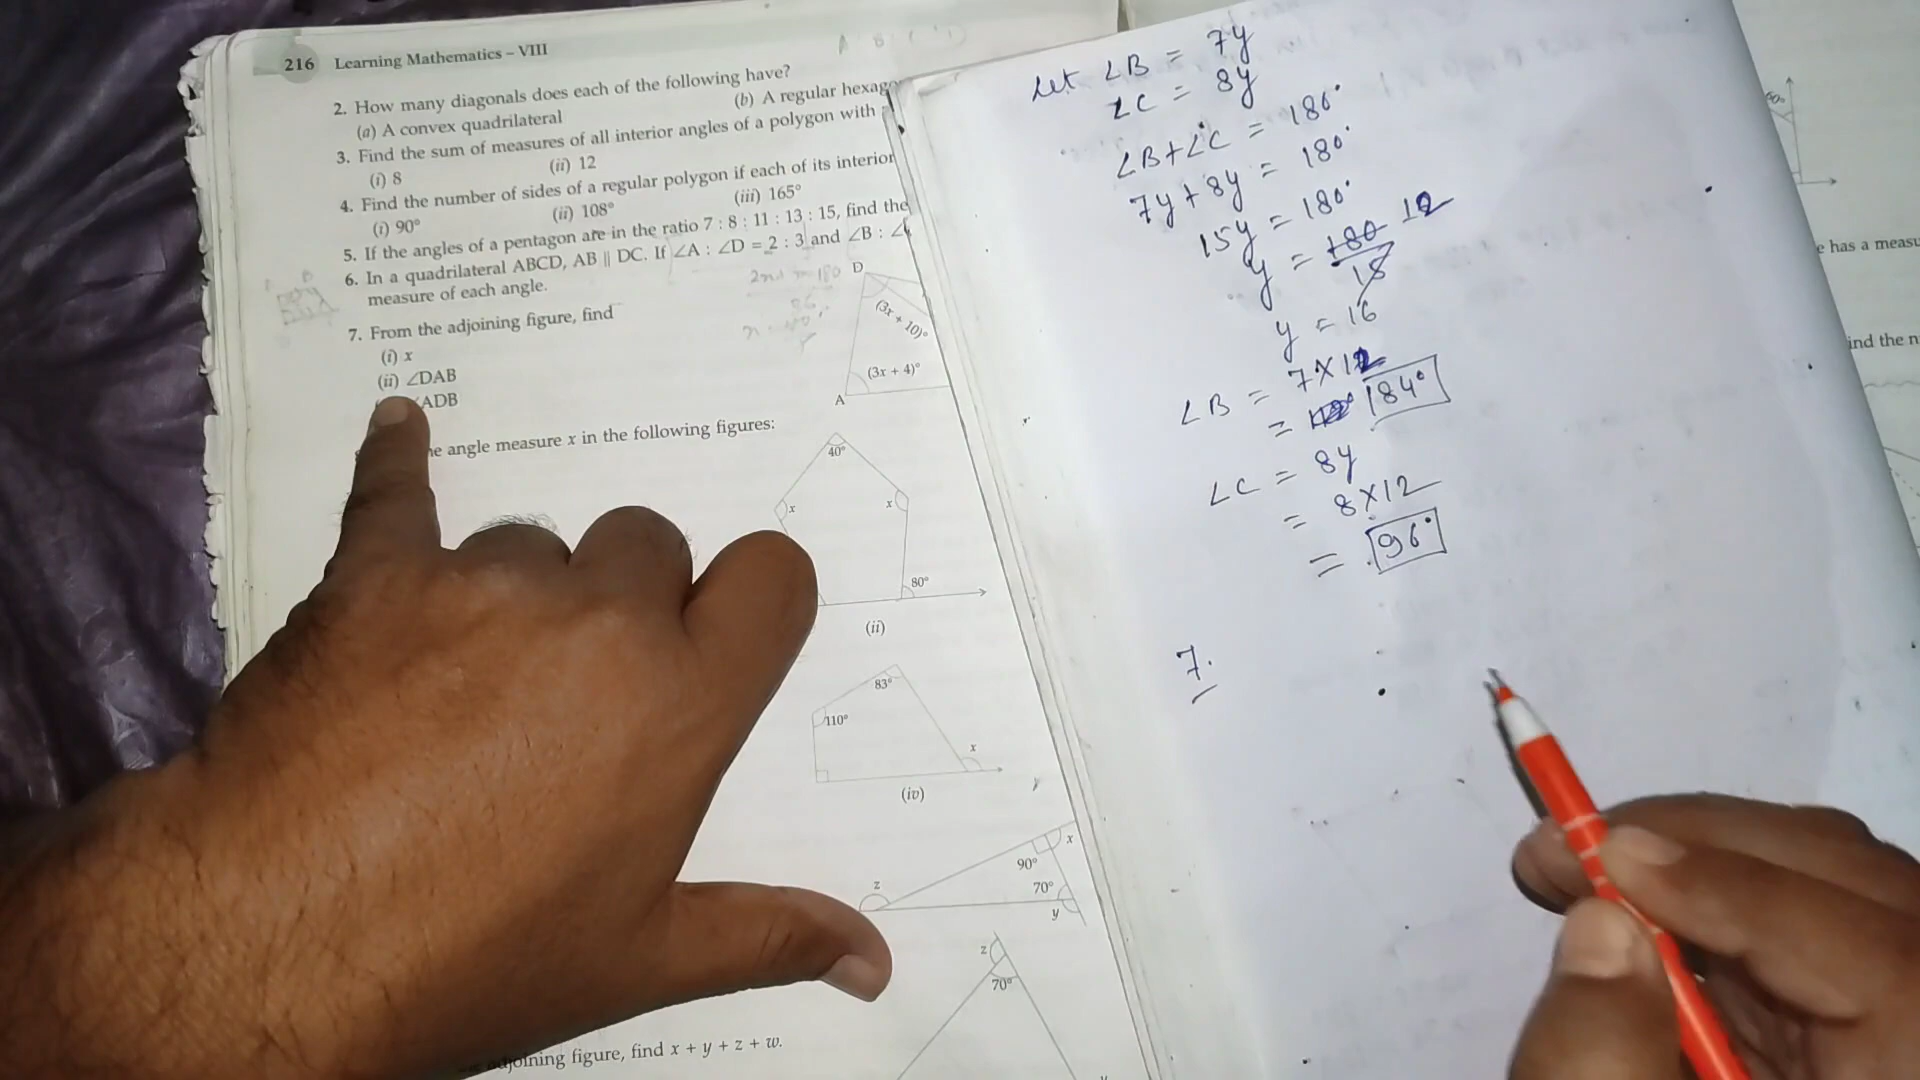 216 Learning Mathematics – VIII
2. How many diagonals does each of the following have?
(a) A convex quadrilateral (b) A regular
3. Find the sum of measures of all interior angles of a polygon with
(i) 8 (ii) 12
4. Find the number of sides of a regular polygon if each of its interior
(i) 90° (ii) 108° (iii) 165°
5. If the angles of a pentagon are in the ratio 7 : 8 : 11 : 13 : 15, find the
6. In a quadrilateral ABCD, AB || DC. If ∠A : ∠D = 2 : 3 and ∠B :
measure of each angle.
7. From the adjoining figure, find
(i) x
(ii) ∠DAB
ADB
D
(3x + 10)°
(3x + 4)°
A
angle measure x in the following figures:
40°
x
x
80°
(ii)
83°
110°
x
(iv)
90°
x
70°
z
y
z
70°
figure, find x + y + z + w.
Let ∠B = 7y
∠C = 8y
∠B+∠C = 180°
7y+8y = 180°
15y = 180°
y = 180 12
15
y = 16
∠B = 7×12
= 84°
∠C = 8y
= 8×12
= 96°
7.
has a measu
ind the n